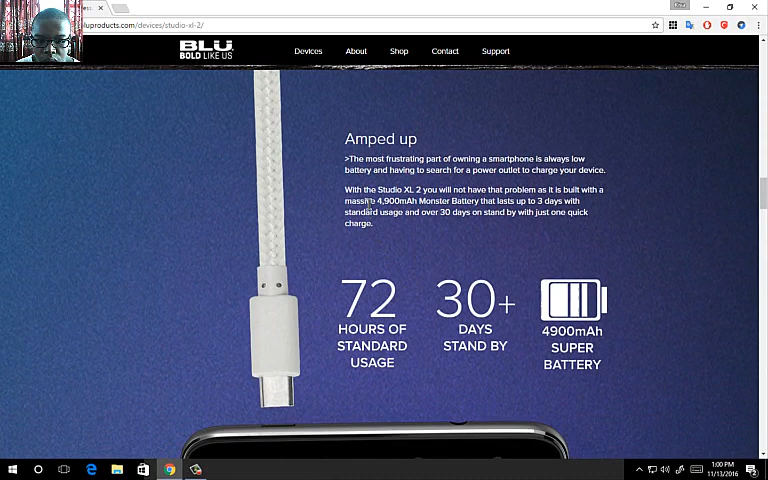 bluproducts.com/devices/studio-xl-2/
BLU
BOLD LIKE US
Devices
About
Shop
Contact
Support
Amped up
>The most frustrating part of owning a smartphone is always low
battery and having to search for a power outlet to charge your device.
With the Studio XL 2 you will not have that problem as it is built with a
massive 4,900mAh Monster Battery that lasts up to 3 days with
standard usage and over 30 days on stand by with just one quick
charge.
72
HOURS OF
STANDARD
USAGE
30+
DAYS
STAND BY
4900mAh
SUPER
BATTERY
1:00 PM
11/13/2016